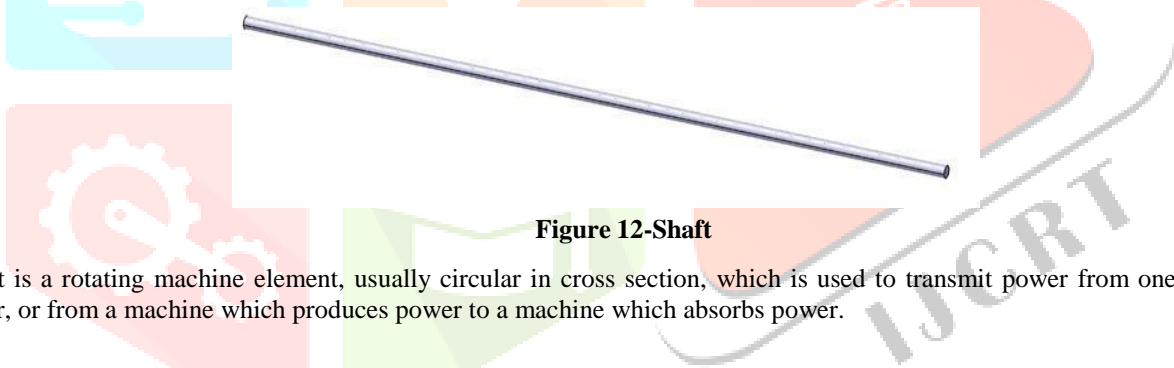 Figure 12-Shaft
t is a rotating machine element, usually circular in cross section, which is used to transmit power from one
r, or from a machine which produces power to a machine which absorbs power.
IJCRT